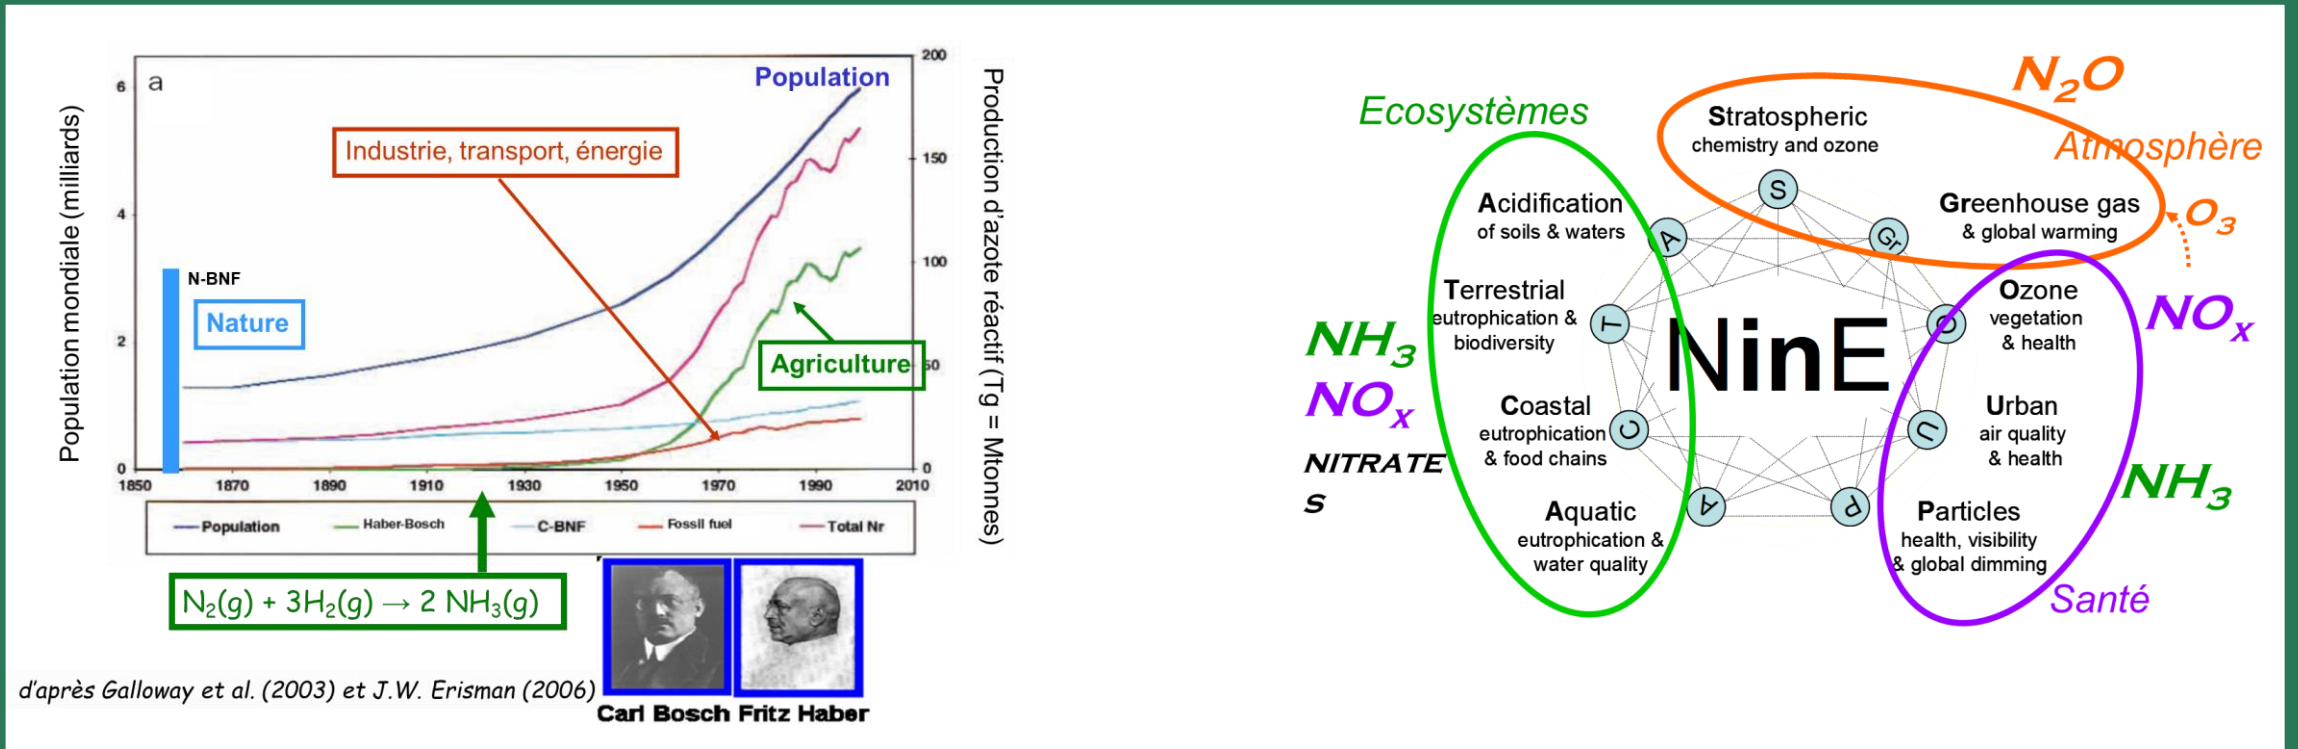 a
Population
Industrie, transport, énergie
N-BNF
Nature
Agriculture
Population mondiale (milliards)
6
4
2
0
Production d'azote réactif (Tg = Mtonnes)
200
150
100
50
0
1850 1870 1890 1910 1930 1950 1970 1990 2010
Population Haber-Bosch C-BNF Fossil fuel Total Nr
N₂(g) + 3H₂(g) → 2 NH₃(g)
d'après Galloway et al. (2003) et J.W. Erisman (2006)
Carl Bosch Fritz Haber
Ecosystèmes
N₂O
Atmosphère
O₃
NOₓ
NH₃
Santé
NH₃
NOₓ
NITRATE
S
Stratospheric
chemistry and ozone
Acidification
of soils & waters
Greenhouse gas
& global warming
Terrestrial
eutrophication &
biodiversity
Ozone
vegetation
& health
Coastal
eutrophication
& food chains
Urban
air quality
& health
Aquatic
eutrophication &
water quality
Particles
health, visibility
& global dimming
NinE
S
Gr
O
U
P
A
C
T
A